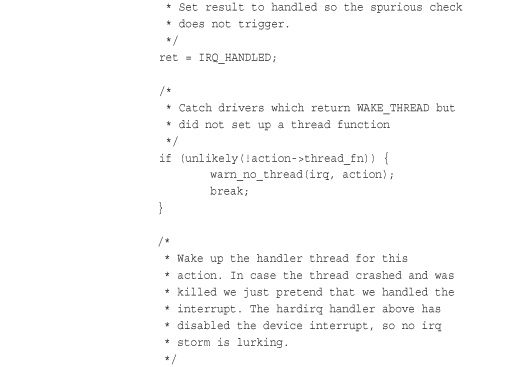 * Set result to handled so the spurious check
* does not trigger.
*/
ret = IRQ_HANDLED;
/*
* Catch drivers which return WAKE_THREAD but
* did not set up a thread function
*/
if (unlikely(!action->thread_fn)) {
warn_no_thread(irq, action);
break;
}
/*
* Wake up the handler thread for this
* action. In case the thread crashed and was
* killed we just pretend that we handled the
* interrupt. The hardirq handler above has
* disabled the device interrupt, so no irq
* storm is lurking.
*/